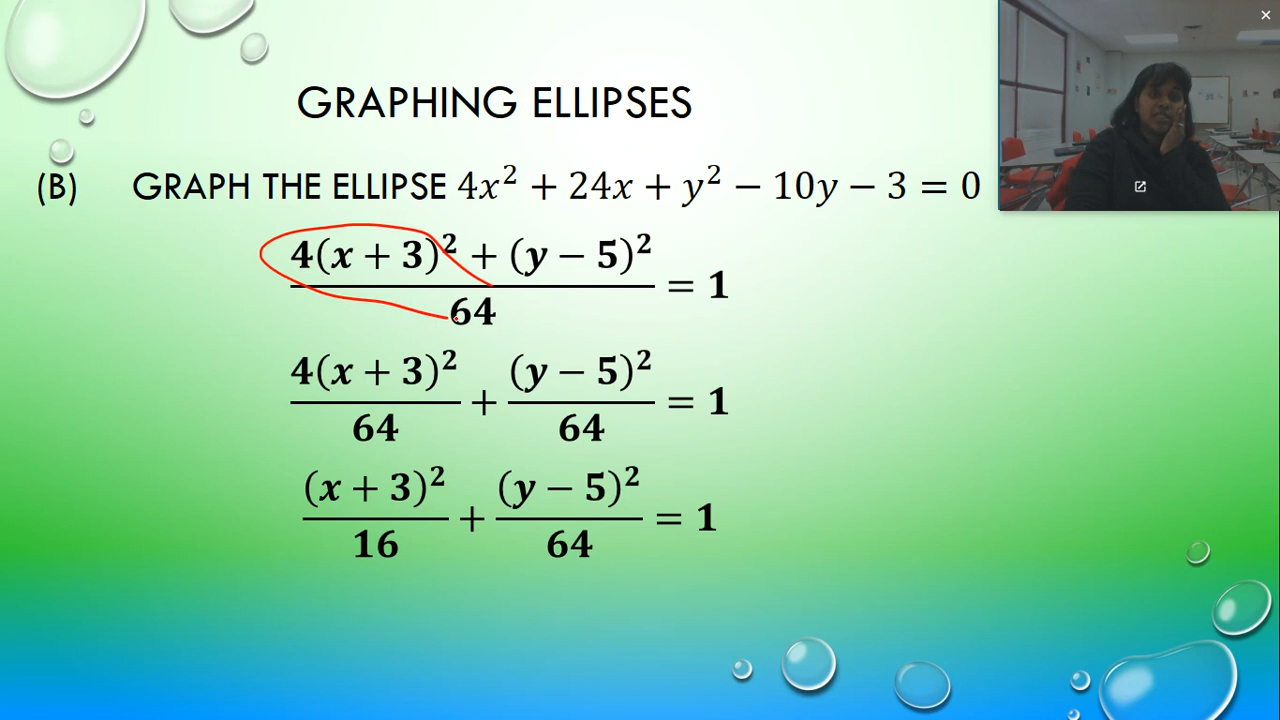 GRAPHING ELLIPSES
(B) GRAPH THE ELLIPSE 4x² + 24x + y² − 10y − 3 = 0
4(x + 3)² + (y − 5)²
= 1
64
4(x + 3)² (y − 5)²
+ = 1
64 64
(x + 3)² (y − 5)²
+ = 1
16 64